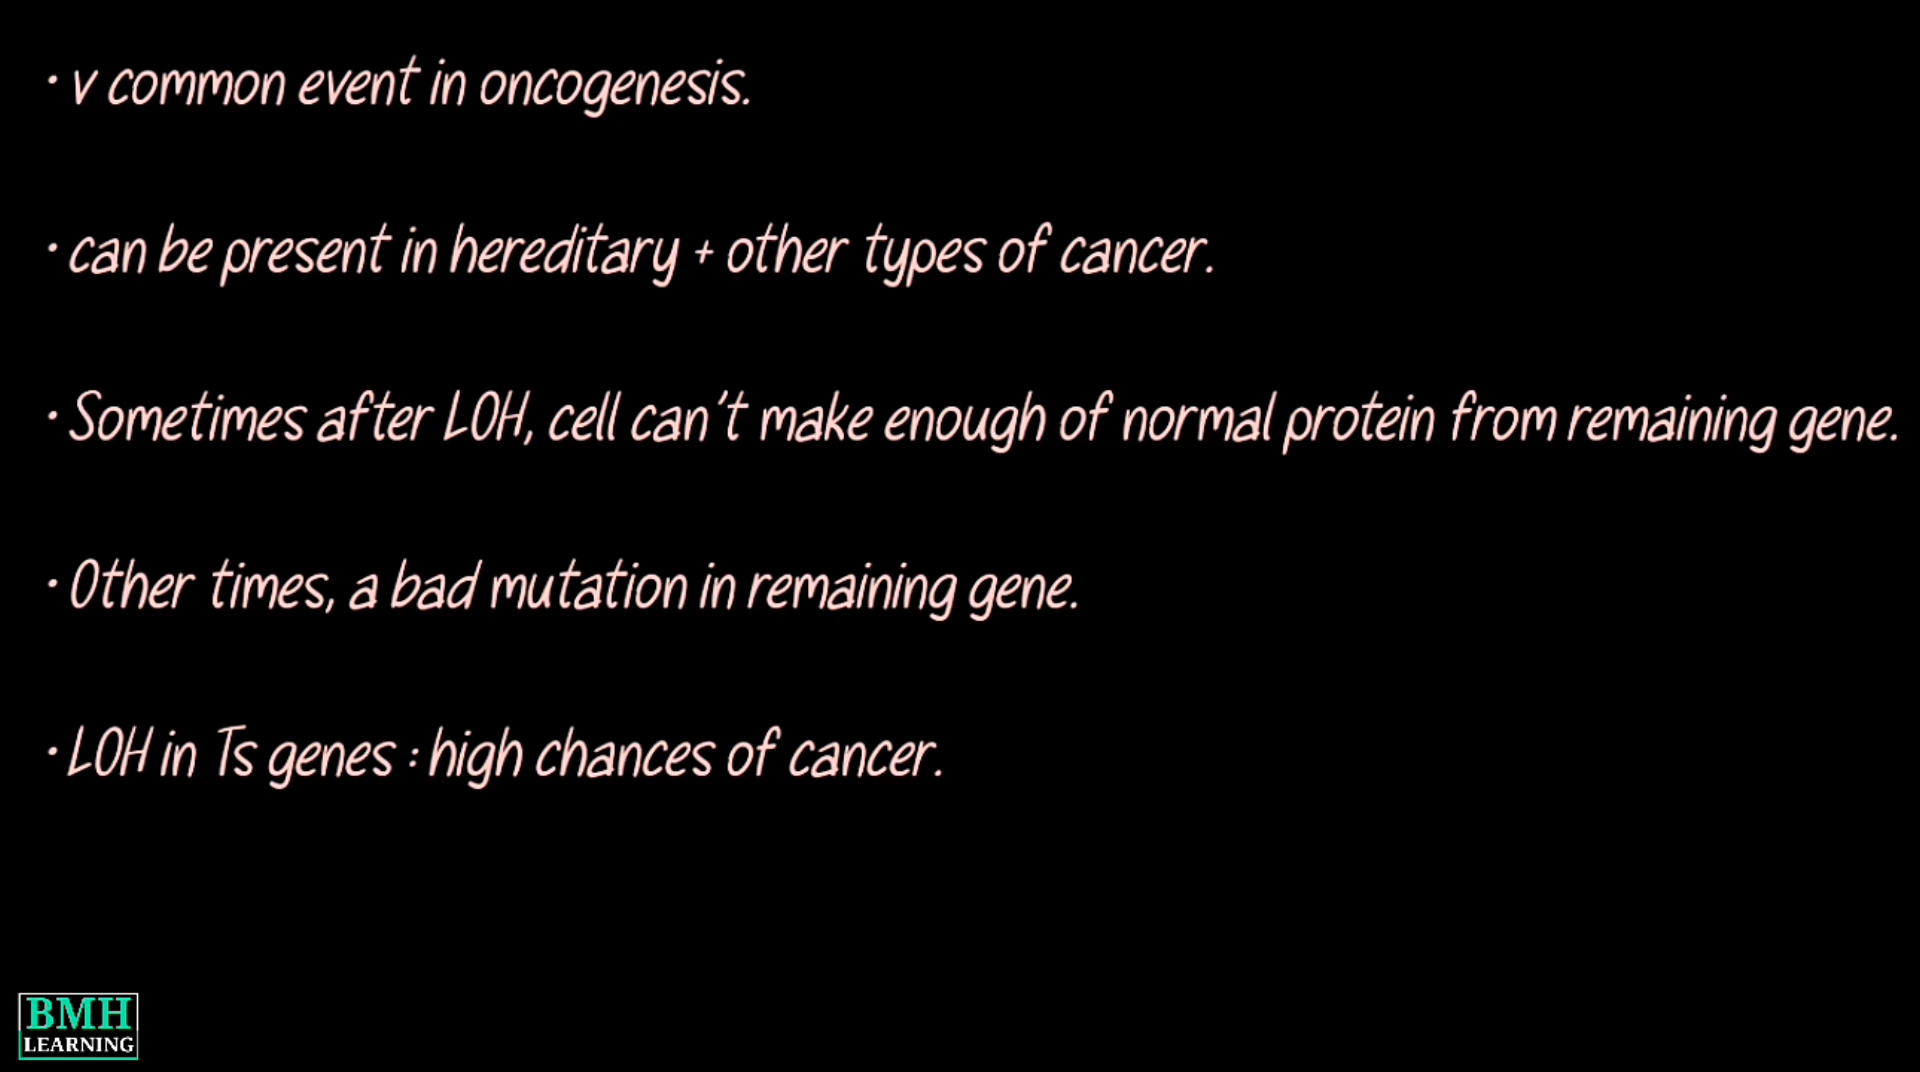 • v common event in oncogenesis.
• can be present in hereditary + other types of cancer.
• Sometimes after LOH, cell can't make enough of normal protein from remaining gene.
• Other times, a bad mutation in remaining gene.
• LOH in Ts genes : high chances of cancer.
BMH
LEARNING